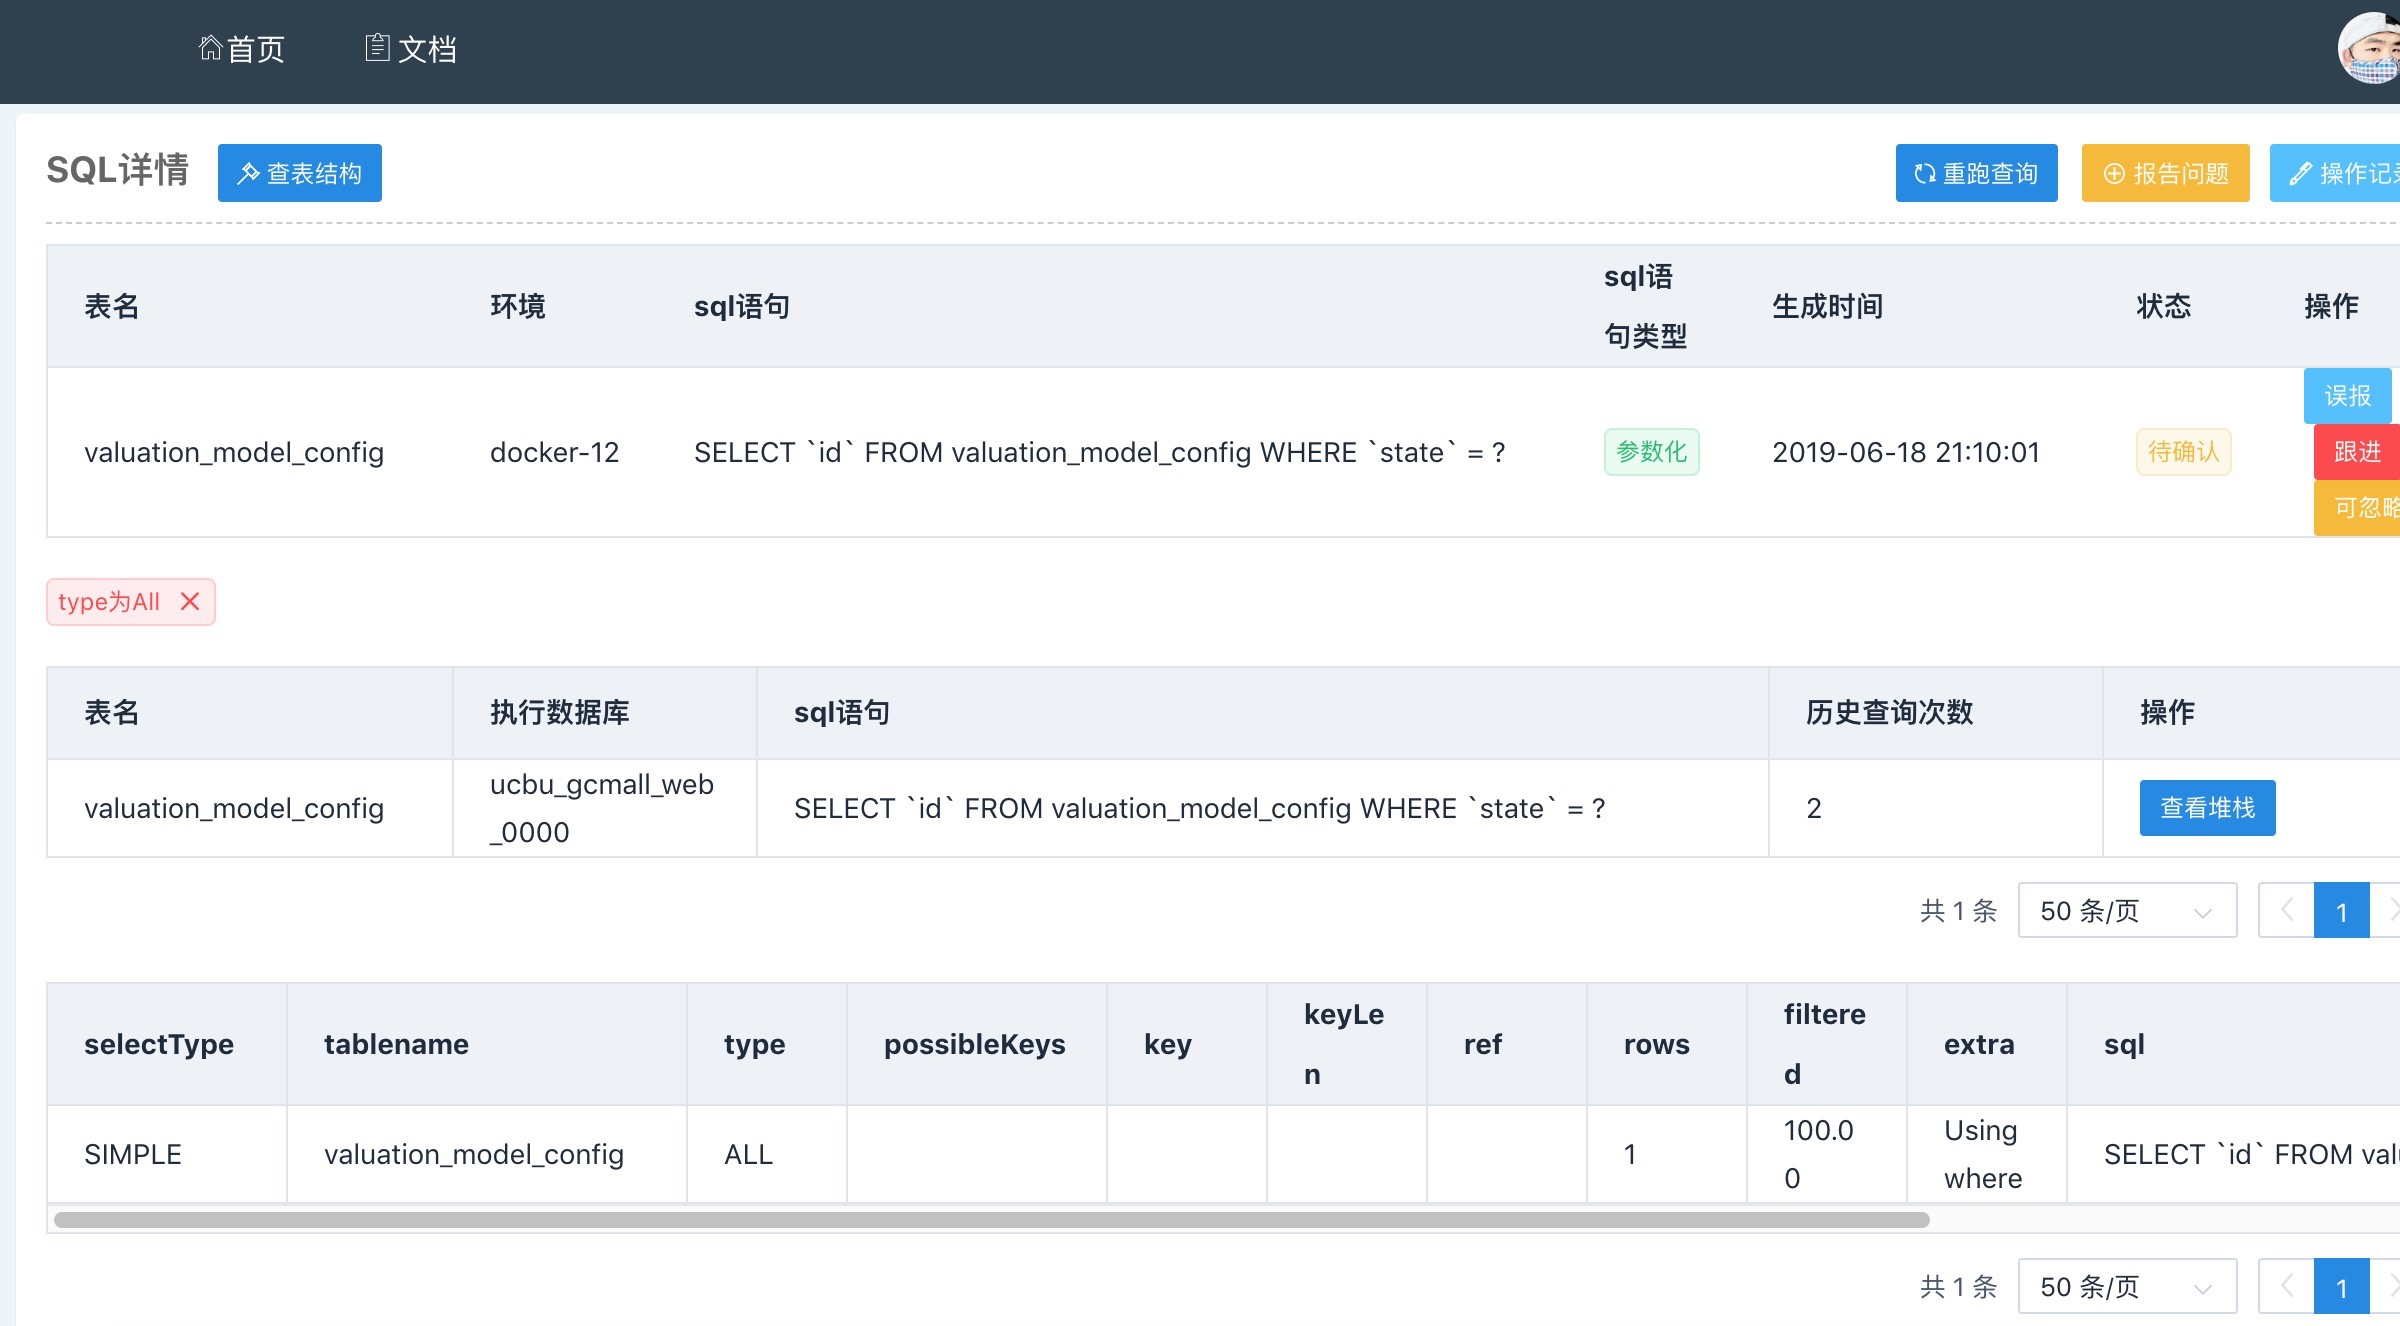 首页 文档
SQL详情 查表结构 重跑查询 报告问题 操作记
表名 环境 sql语句 sql语句类型 生成时间 状态 操作
valuation_model_config docker-12 SELECT `id` FROM valuation_model_config WHERE `state` = ? 参数化 2019-06-18 21:10:01 待确认 误报
跟进
可忽略
type为All
表名 执行数据库 sql语句 历史查询次数 操作
valuation_model_config ucbu_gcmall_web_0000 SELECT `id` FROM valuation_model_config WHERE `state` = ? 2 查看堆栈
共 1 条 50 条/页 1
selectType tablename type possibleKeys key keyLen ref rows filtered extra sql
SIMPLE valuation_model_config ALL 1 100.00 Using where SELECT `id` FROM val
共 1 条 50 条/页 1